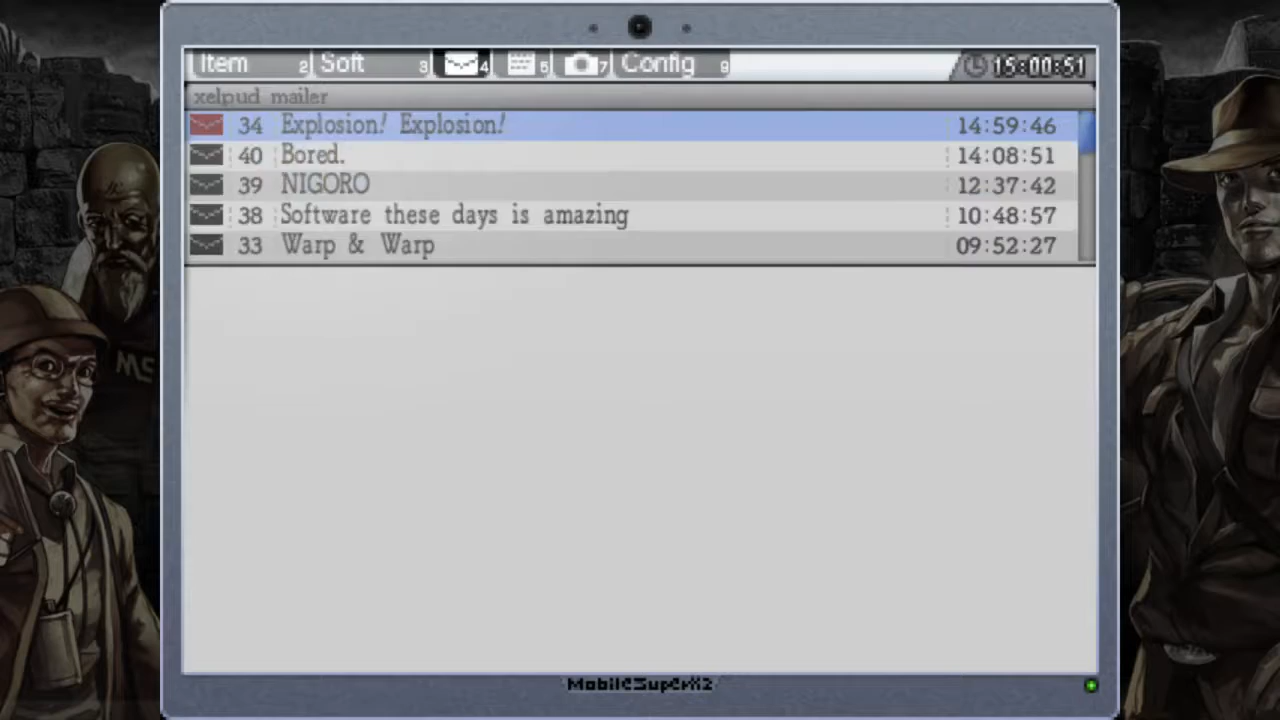 Item 2 Soft 3 4 5 7 Config 9 15:00:51
xelpud mailer
34 Explosion! Explosion! 14:59:46
40 Bored. 14:08:51
39 NIGORO 12:37:42
38 Software these days is amazing 10:48:57
33 Warp & Warp 09:52:27
MS
MobileSuperX2